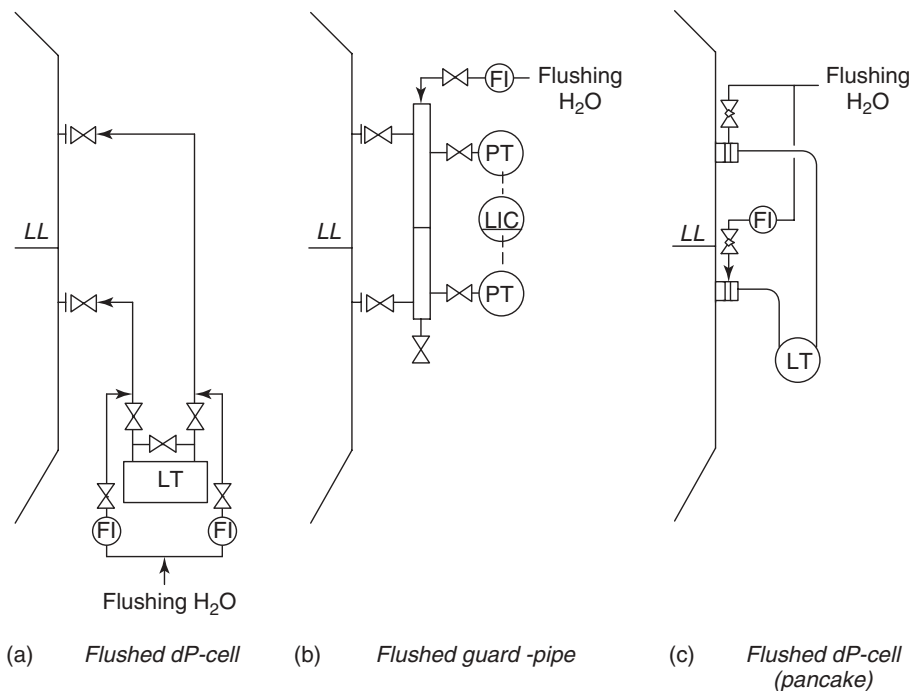 LL
LT
FI
FI
Flushing H₂O
(a) Flushed dP-cell
FI
Flushing
H₂O
PT
LL
LIC
PT
(b) Flushed guard -pipe
Flushing
H₂O
FI
LL
LT
(c) Flushed dP-cell
(pancake)